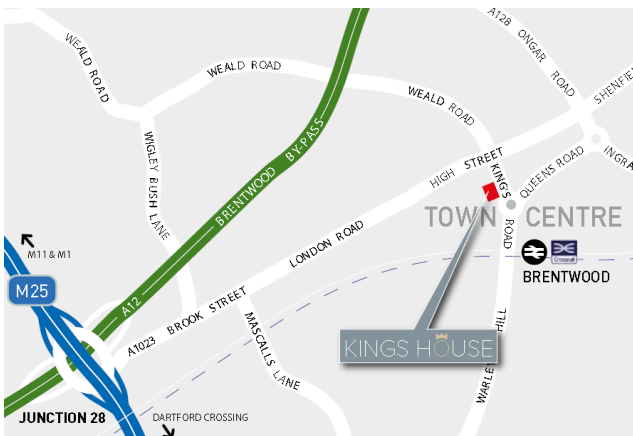 A128 ONGAR ROAD
WEALD ROAD
WEALD ROAD
WEALD ROAD
SHENFIE
HIGH STREET
KING'S ROAD
QUEENS ROAD
INGRA
WIGLEY BUSH LANE
BRENTWOOD BY-PASS
TOWN CENTRE
LONDON ROAD
M11 & M1
M25
Crossrail
BRENTWOOD
A12
A1023 BROOK STREET
MASCALLS LANE
WARLEY HILL
KINGS HOUSE
JUNCTION 28
DARTFORD CROSSING